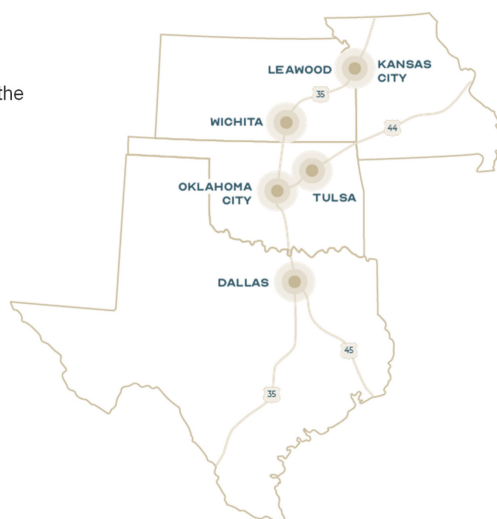 the
LEAWOOD
KANSAS
CITY
35
WICHITA
44
OKLAHOMA
CITY
TULSA
DALLAS
45
35